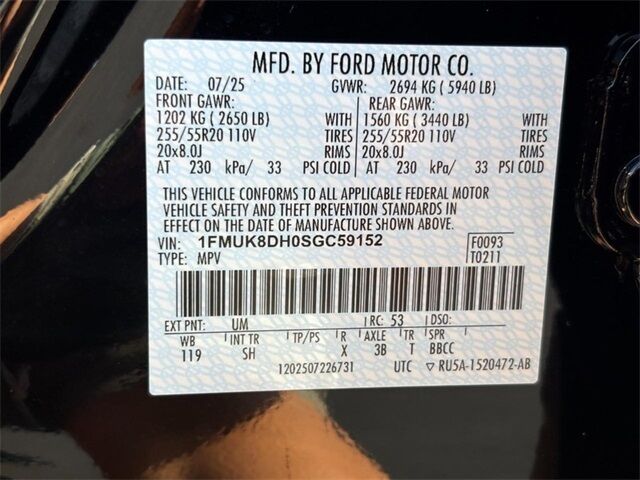 MFD. BY FORD MOTOR CO.
DATE: 07/25 GVWR: 2694 KG ( 5940 LB)
FRONT GAWR: REAR GAWR:
1202 KG ( 2650 LB) WITH 1560 KG ( 3440 LB) WITH
255/55R20 110V TIRES 255/55R20 110V TIRES
20x8.0J RIMS 20x8.0J RIMS
AT 230 kPa/ 33 PSI COLD AT 230 kPa/ 33 PSI COLD
THIS VEHICLE CONFORMS TO ALL APPLICABLE FEDERAL MOTOR
VEHICLE SAFETY AND THEFT PREVENTION STANDARDS IN
EFFECT ON THE DATE OF MANUFACTURE SHOWN ABOVE.
VIN: 1FMUK8DH0SGC59152 F0093
TYPE: MPV T0211
EXT PNT: UM RC: 53 DSO:
WB INT TR TP/PS R AXLE TR SPR
119 SH X 3B T BBCC
1202507226731 UTC ▽ RU5A-1520472-AB